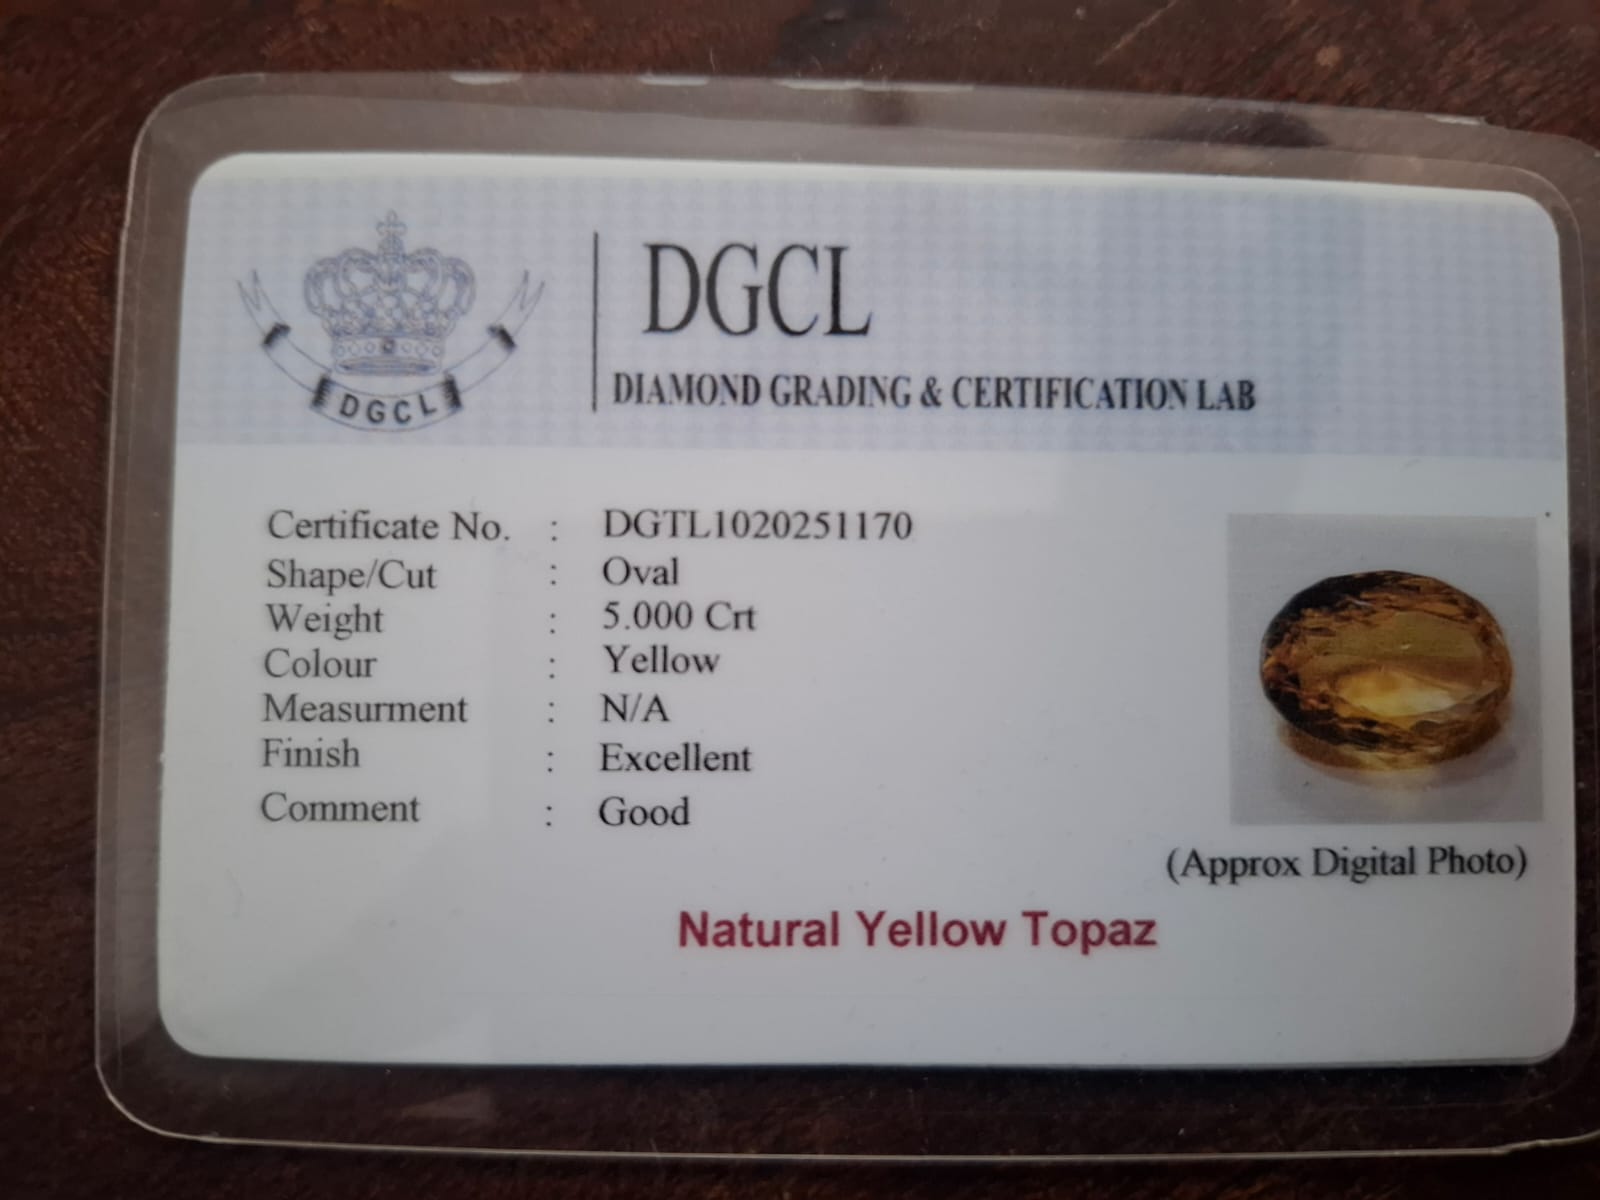 DGCL
DGCL
DIAMOND GRADING & CERTIFICATION LAB
Certificate No. : DGTL1020251170
Shape/Cut : Oval
Weight : 5.000 Crt
Colour : Yellow
Measurment : N/A
Finish : Excellent
Comment : Good
(Approx Digital Photo)
Natural Yellow Topaz